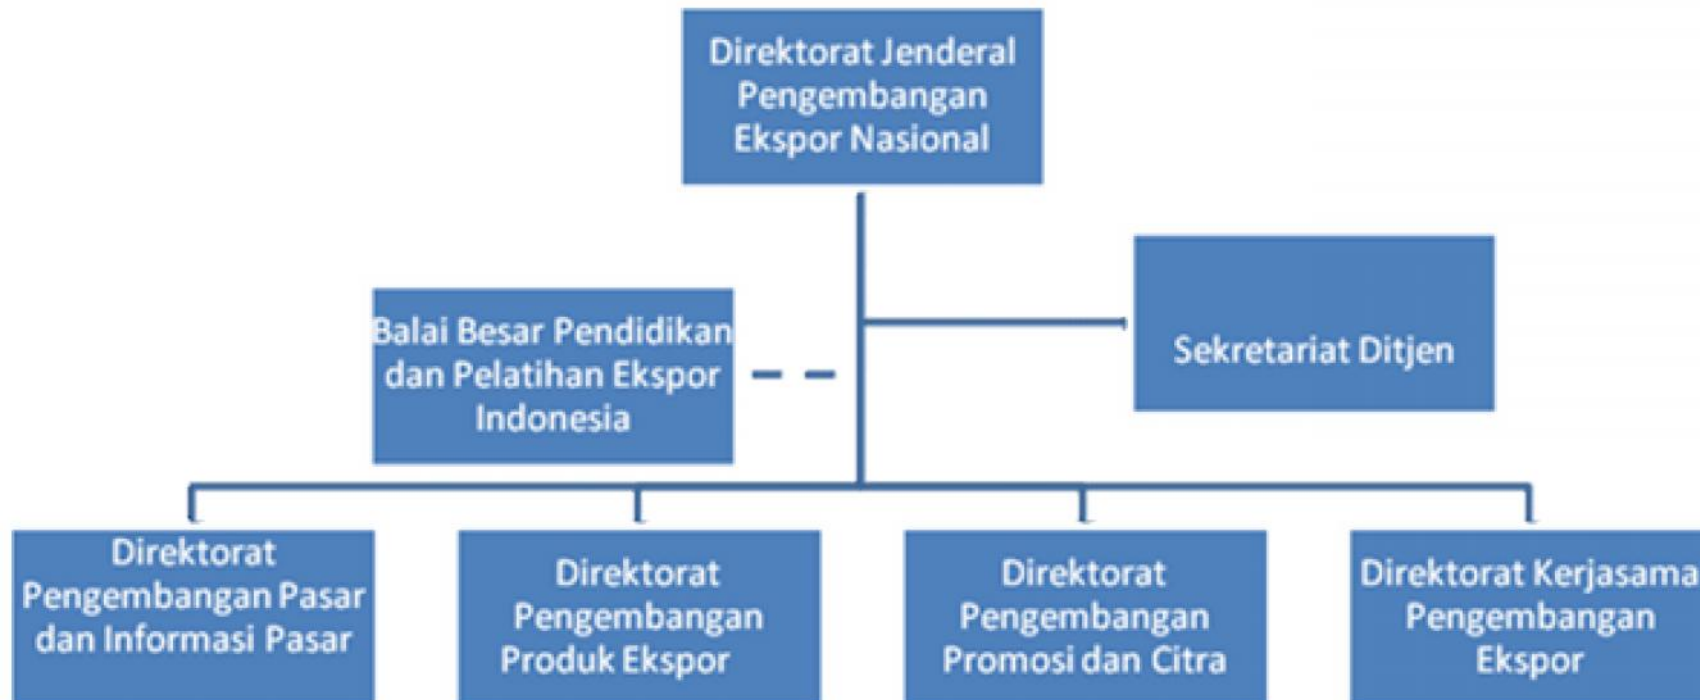 Direktorat Jenderal
Pengembangan
Ekspor Nasional
Balai Besar Pendidikan
dan Pelatihan Ekspor
Indonesia
Sekretariat Ditjen
Direktorat
Pengembangan Pasar
dan Informasi Pasar
Direktorat
Pengembangan
Produk Ekspor
Direktorat
Pengembangan
Promosi dan Citra
Direktorat Kerjasama
Pengembangan
Ekspor